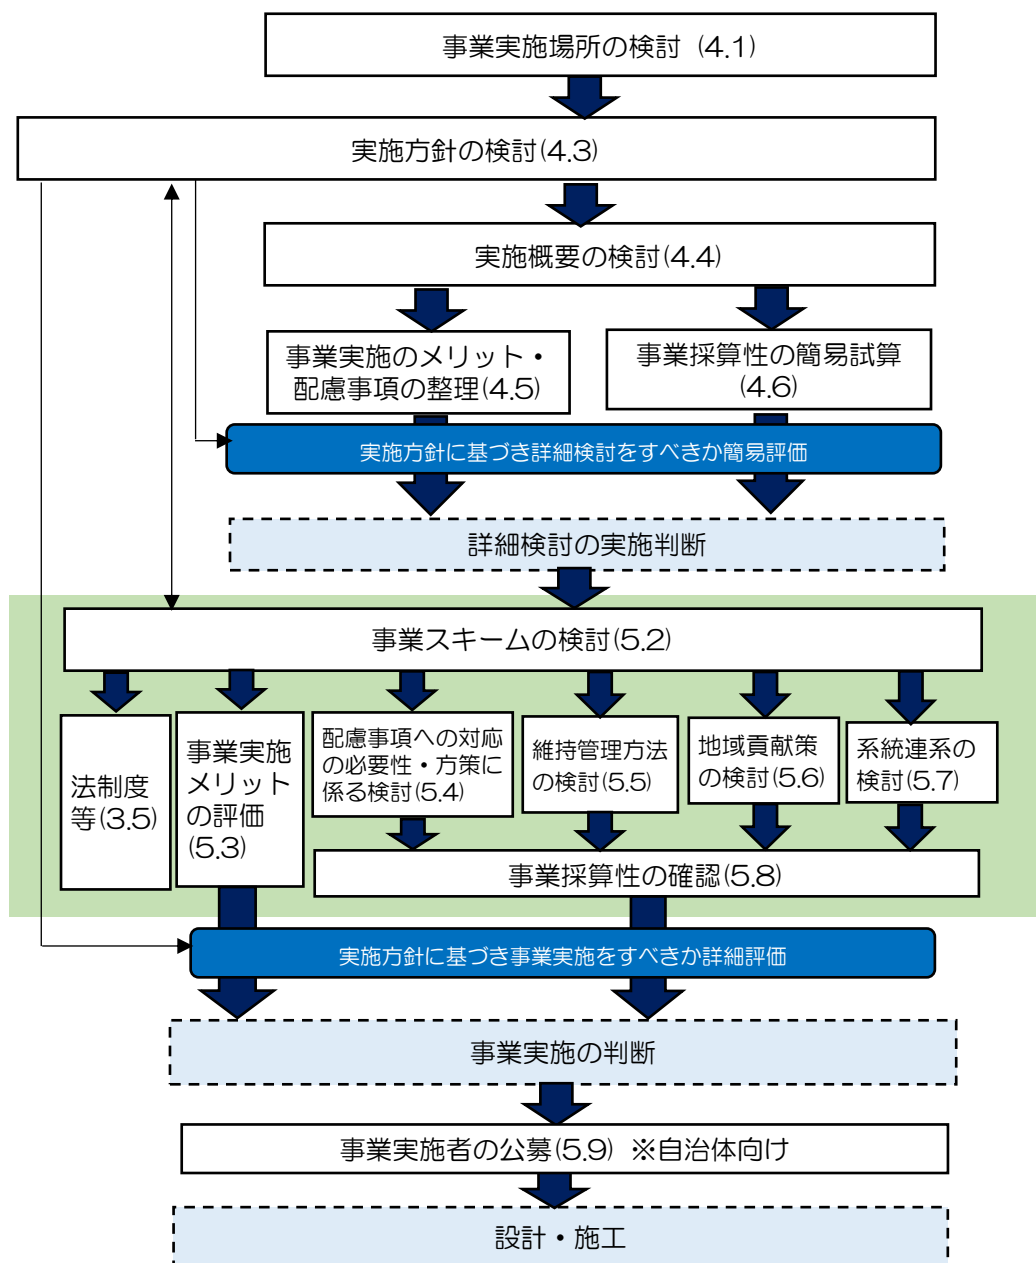 事業実施場所の検討 (4.1)
実施方針の検討(4.3)
実施概要の検討(4.4)
事業実施のメリット・
配慮事項の整理(4.5)
事業採算性の簡易試算
(4.6)
実施方針に基づき詳細検討をすべきか簡易評価
詳細検討の実施判断
事業スキームの検討(5.2)
法制度
等(3.5)
事業実施
メリット
の評価
(5.3)
配慮事項への対応
の必要性・方策に
係る検討(5.4)
維持管理方法
の検討(5.5)
地域貢献策
の検討(5.6)
系統連系の
検討(5.7)
事業採算性の確認(5.8)
実施方針に基づき事業実施をすべきか詳細評価
事業実施の判断
事業実施者の公募(5.9) ※自治体向け
設計・施工